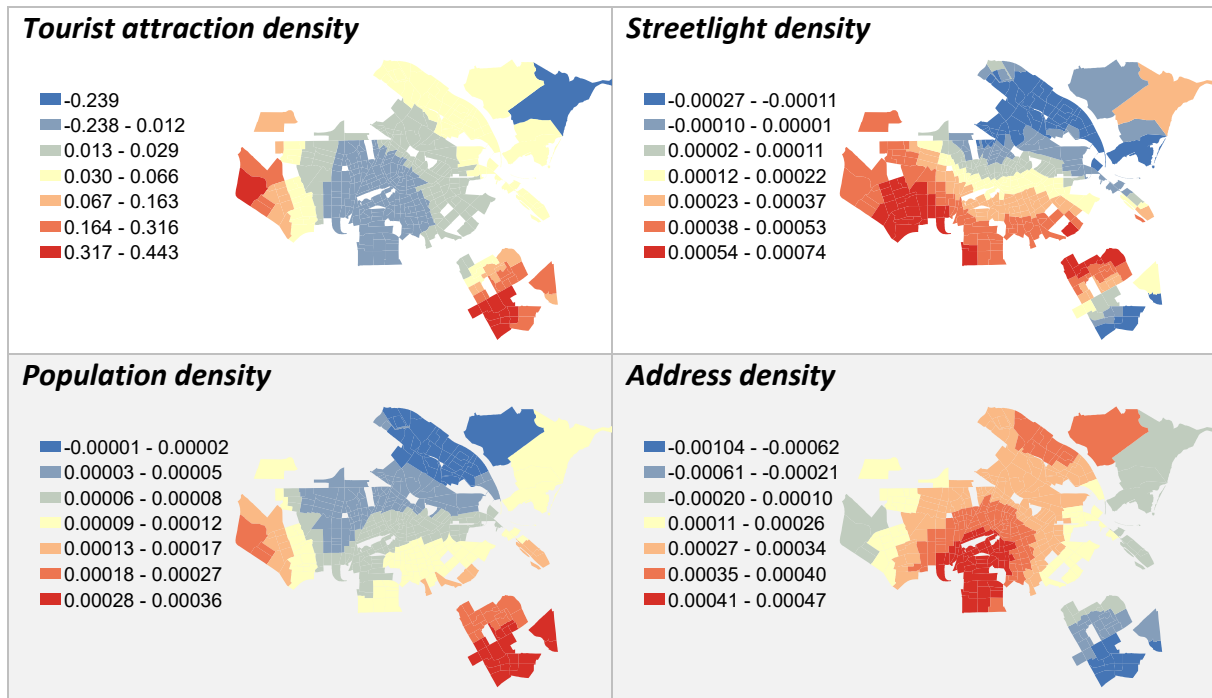 Tourist attraction density
-0.239
-0.238 - 0.012
0.013 - 0.029
0.030 - 0.066
0.067 - 0.163
0.164 - 0.316
0.317 - 0.443
Streetlight density
-0.00027 - -0.00011
-0.00010 - 0.00001
0.00002 - 0.00011
0.00012 - 0.00022
0.00023 - 0.00037
0.00038 - 0.00053
0.00054 - 0.00074
Population density
-0.00001 - 0.00002
0.00003 - 0.00005
0.00006 - 0.00008
0.00009 - 0.00012
0.00013 - 0.00017
0.00018 - 0.00027
0.00028 - 0.00036
Address density
-0.00104 - -0.00062
-0.00061 - -0.00021
-0.00020 - 0.00010
0.00011 - 0.00026
0.00027 - 0.00034
0.00035 - 0.00040
0.00041 - 0.00047